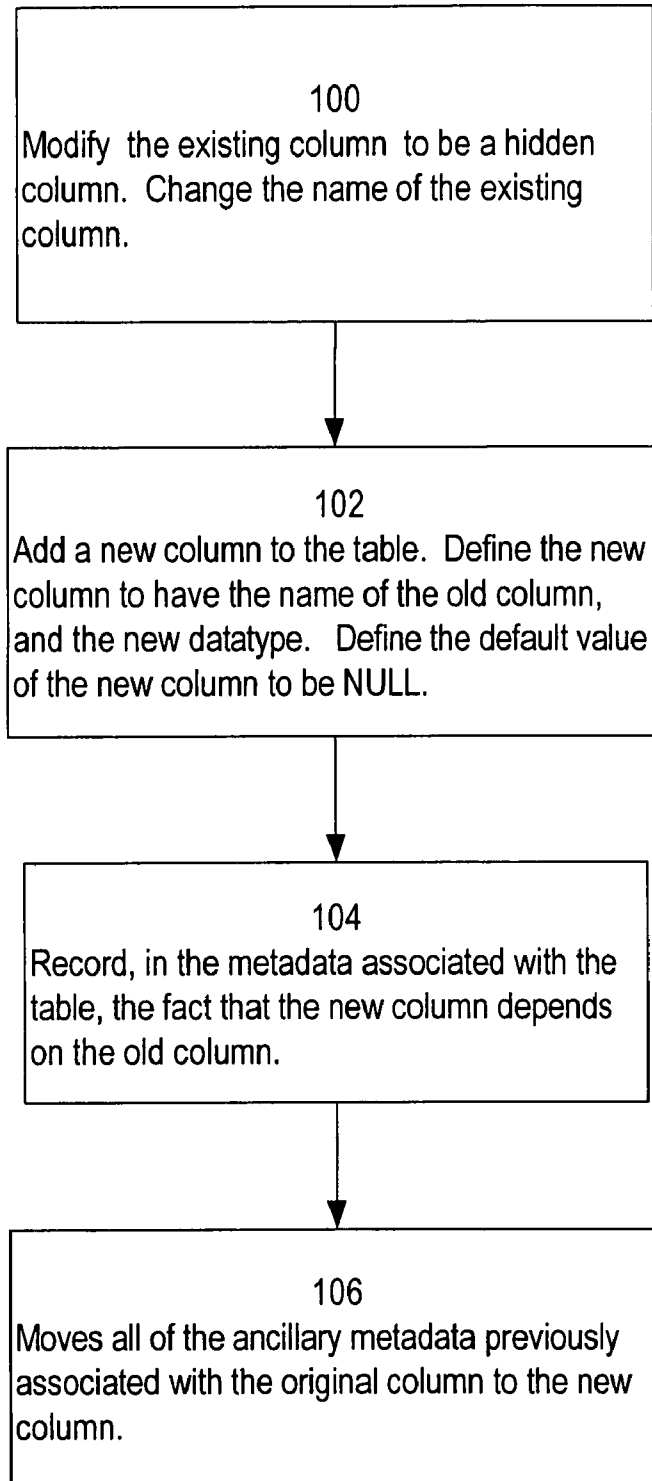 100
Modify the existing column to be a hidden
column. Change the name of the existing
column.
102
Add a new column to the table. Define the new
column to have the name of the old column,
and the new datatype. Define the default value
of the new column to be NULL.
104
Record, in the metadata associated with the
table, the fact that the new column depends
on the old column.
106
Moves all of the ancillary metadata previously
associated with the original column to the new
column.